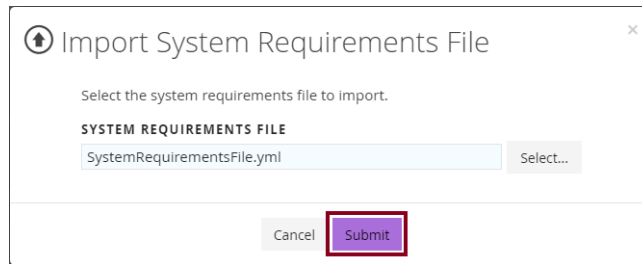 Import System Requirements File
Select the system requirements file to import.
SYSTEM REQUIREMENTS FILE
SystemRequirementsFile.yml Select...
Cancel Submit